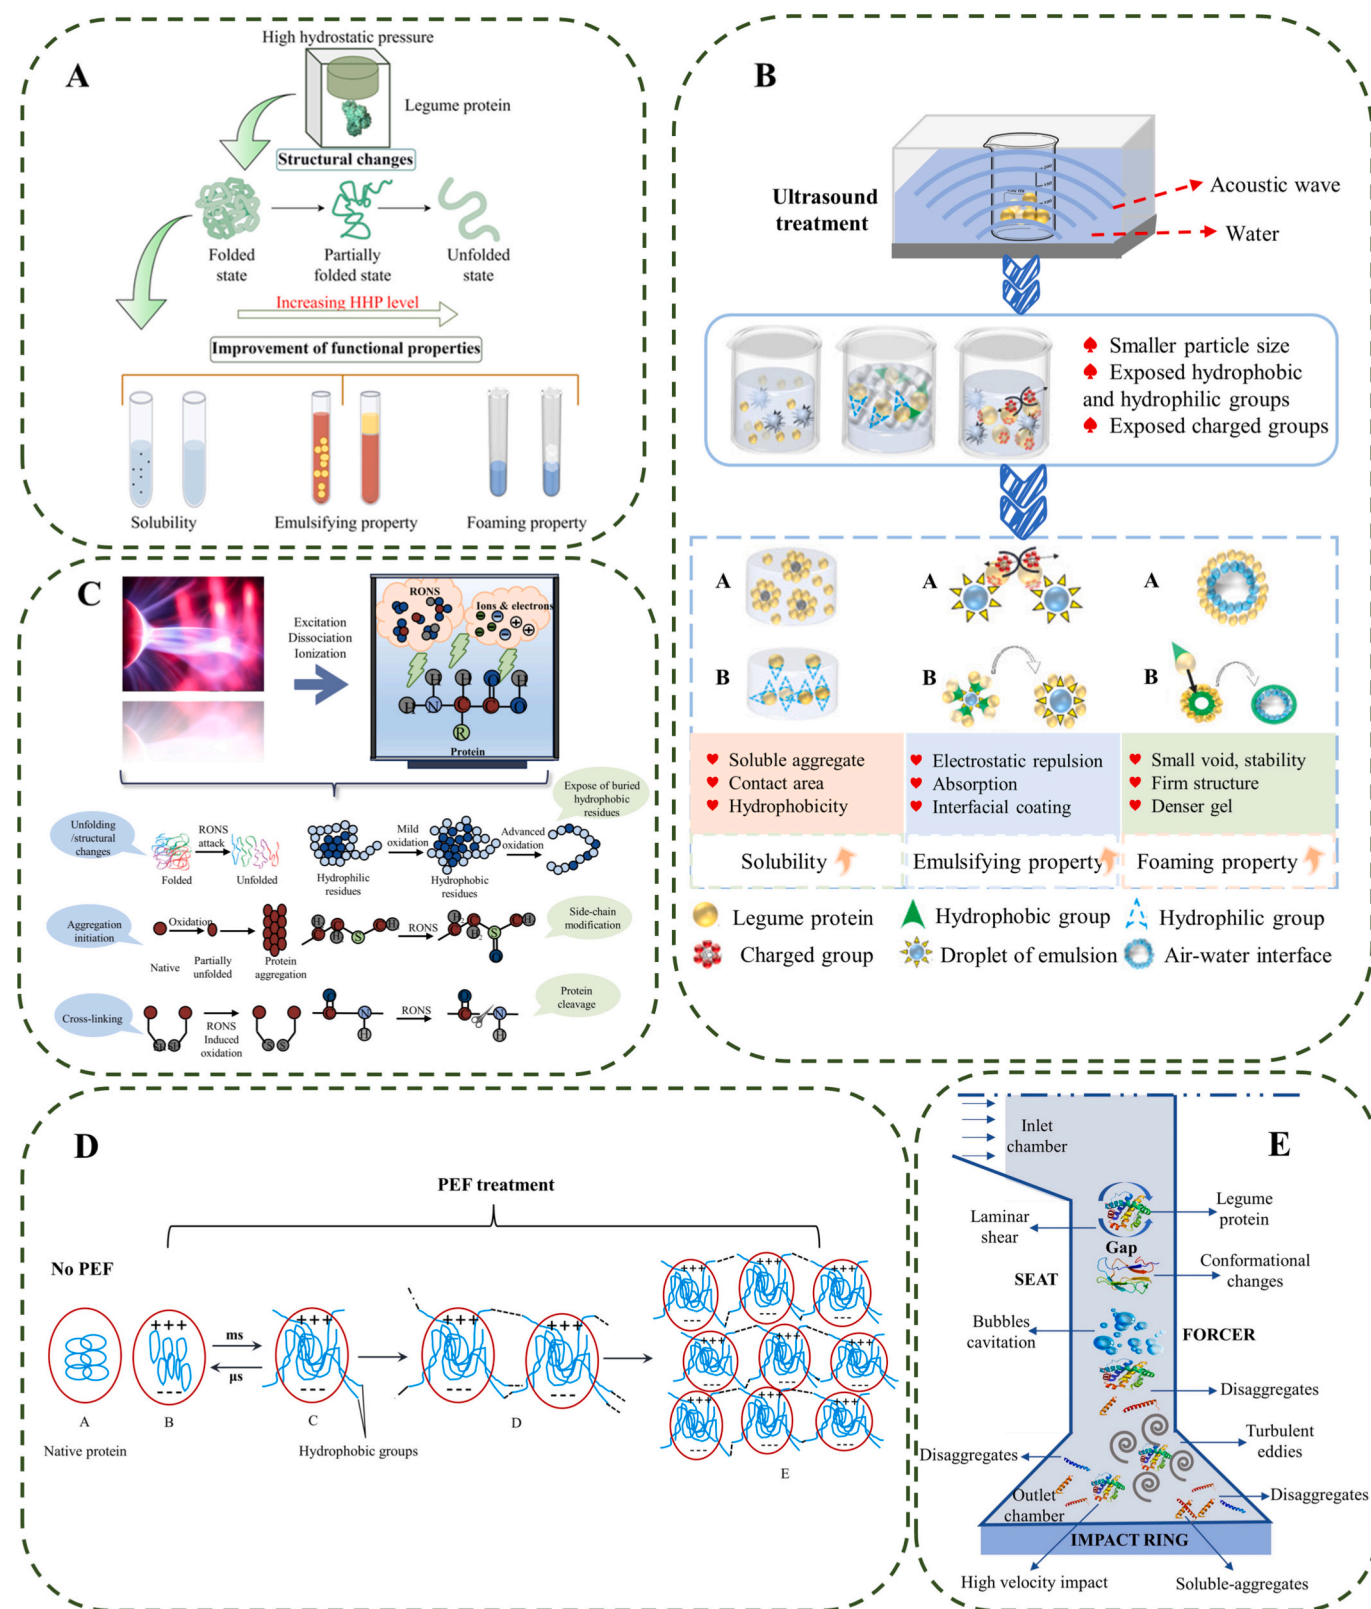 A
High hydrostatic pressure
Legume protein
Structural changes
Folded
state
Partially
folded state
Unfolded
state
Increasing HHP level
Improvement of functional properties
Solubility
Emulsifying property
Foaming property
B
Ultrasound
treatment
Acoustic wave
Water
Smaller particle size
Exposed hydrophobic
and hydrophilic groups
Exposed charged groups
A
A
A
B
B
B
Soluble aggregate
Contact area
Hydrophobicity
Electrostatic repulsion
Absorption
Interfacial coating
Small void, stability
Firm structure
Denser gel
Solubility
Emulsifying property
Foaming property
Legume protein
Hydrophobic group
Hydrophilic group
Charged group
Droplet of emulsion
Air-water interface
C
Excitation
Dissociation
Ionization
RONS
Ions & electrons
H
H
O
H
N
C
C
O
R
Protein
Unfolding
/structural
changes
RONS
attack
Folded
Unfolded
Hydrophilic
residues
Mild
oxidation
Hydrophobic
residues
Advanced
oxidation
Expose of buried
hydrophobic
residues
Aggregation
initiation
Oxidation
Native
Partially
unfolded
Protein
aggregation
S
RONS
S
Side-chain
modification
Cross-linking
RONS
Induced
oxidation
S
S
N
H
RONS
N
H
Protein
cleavage
D
PEF treatment
No PEF
+++
---
ms
µs
+++
---
+++
---
+++
---
+++
+++
+++
---
---
---
+++
+++
+++
---
---
---
+++
+++
+++
---
---
---
A
B
C
D
E
Native protein
Hydrophobic groups
E
Inlet
chamber
Laminar
shear
Legume
protein
Gap
SEAT
Conformational
changes
Bubbles
cavitation
FORCER
Disaggregates
Turbulent
eddies
Disaggregates
Outlet
chamber
Disaggregates
IMPACT RING
High velocity impact
Soluble-aggregates